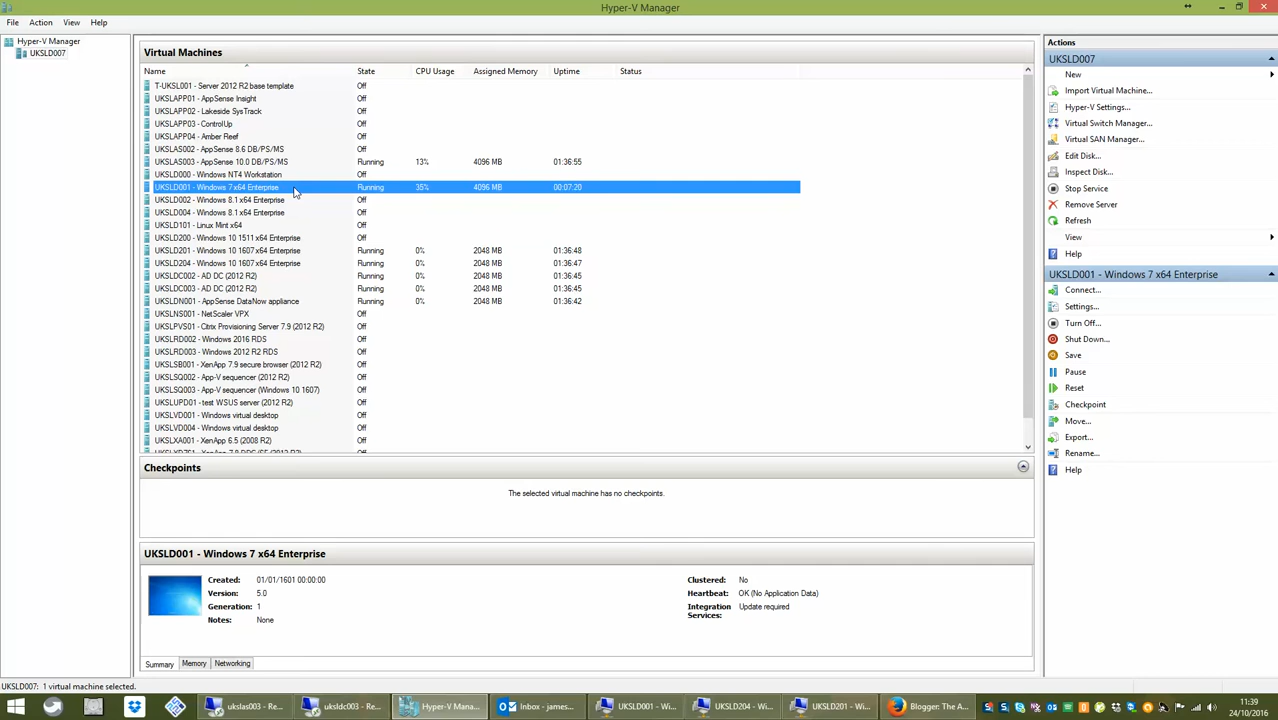 Hyper-V Manager
File Action View Help
Hyper-V Manager
UKSLD007
Virtual Machines
Name State CPU Usage Assigned Memory Uptime Status
T-UKSL001 - Server 2012 R2 base template Off
UKSLAPP01 - AppSense Insight Off
UKSLAPP02 - Lakeside SysTrack Off
UKSLAPP03 - ControlUp Off
UKSLAPP04 - Amber Reef Off
UKSLAS002 - AppSense 8.6 DB/PS/MS Off
UKSLAS003 - AppSense 10.0 DB/PS/MS Running 13% 4096 MB 01:36:55
UKSLD000 - Windows NT4 Workstation Off
UKSLD001 - Windows 7 x64 Enterprise Running 35% 4096 MB 00:07:20
UKSLD002 - Windows 8.1 x64 Enterprise Off
UKSLD004 - Windows 8.1 x64 Enterprise Off
UKSLD101 - Linux Mint x64 Off
UKSLD200 - Windows 10 1511 x64 Enterprise Off
UKSLD201 - Windows 10 1607 x64 Enterprise Running 0% 2048 MB 01:36:48
UKSLD204 - Windows 10 1607 x64 Enterprise Running 0% 2048 MB 01:36:47
UKSLDC002 - AD DC (2012 R2) Running 0% 2048 MB 01:36:45
UKSLDC003 - AD DC (2012 R2) Running 0% 2048 MB 01:36:45
UKSLDN001 - AppSense DataNow appliance Running 0% 2048 MB 01:36:42
UKSLNS001 - NetScaler VPX Off
UKSLPVS01 - Citrix Provisioning Server 7.9 (2012 R2) Off
UKSLRD002 - Windows 2016 RDS Off
UKSLRD003 - Windows 2012 R2 RDS Off
UKSLSB001 - XenApp 7.9 secure browser (2012 R2) Off
UKSLSQ002 - App-V sequencer (2012 R2) Off
UKSLSQ003 - App-V sequencer (Windows 10 1607) Off
UKSLUPD01 - test WSUS server (2012 R2) Off
UKSLVD001 - Windows virtual desktop Off
UKSLVD004 - Windows virtual desktop Off
UKSLXA001 - XenApp 6.5 (2008 R2) Off
Checkpoints
The selected virtual machine has no checkpoints.
UKSLD001 - Windows 7 x64 Enterprise
Created: 01/01/1601 00:00:00
Version: 5.0
Generation: 1
Notes: None
Clustered: No
Heartbeat: OK (No Application Data)
Integration Services: Update required
Summary Memory Networking
Actions
UKSLD007
New
Import Virtual Machine...
Hyper-V Settings...
Virtual Switch Manager...
Virtual SAN Manager...
Edit Disk...
Inspect Disk...
Stop Service
Remove Server
Refresh
View
Help
UKSLD001 - Windows 7 x64 Enterprise
Connect...
Settings...
Turn Off...
Shut Down...
Save
Pause
Reset
Checkpoint
Move...
Export...
Rename...
Help
UKSLD007: 1 virtual machine selected.
ukslas003 - Re...
uksldc003 - Re...
Hyper-V Mana...
Inbox - james...
UKSLD001 - Wi...
UKSLD204 - Wi...
UKSLD201 - Wi...
Blogger: The A...
11:39
24/10/2016